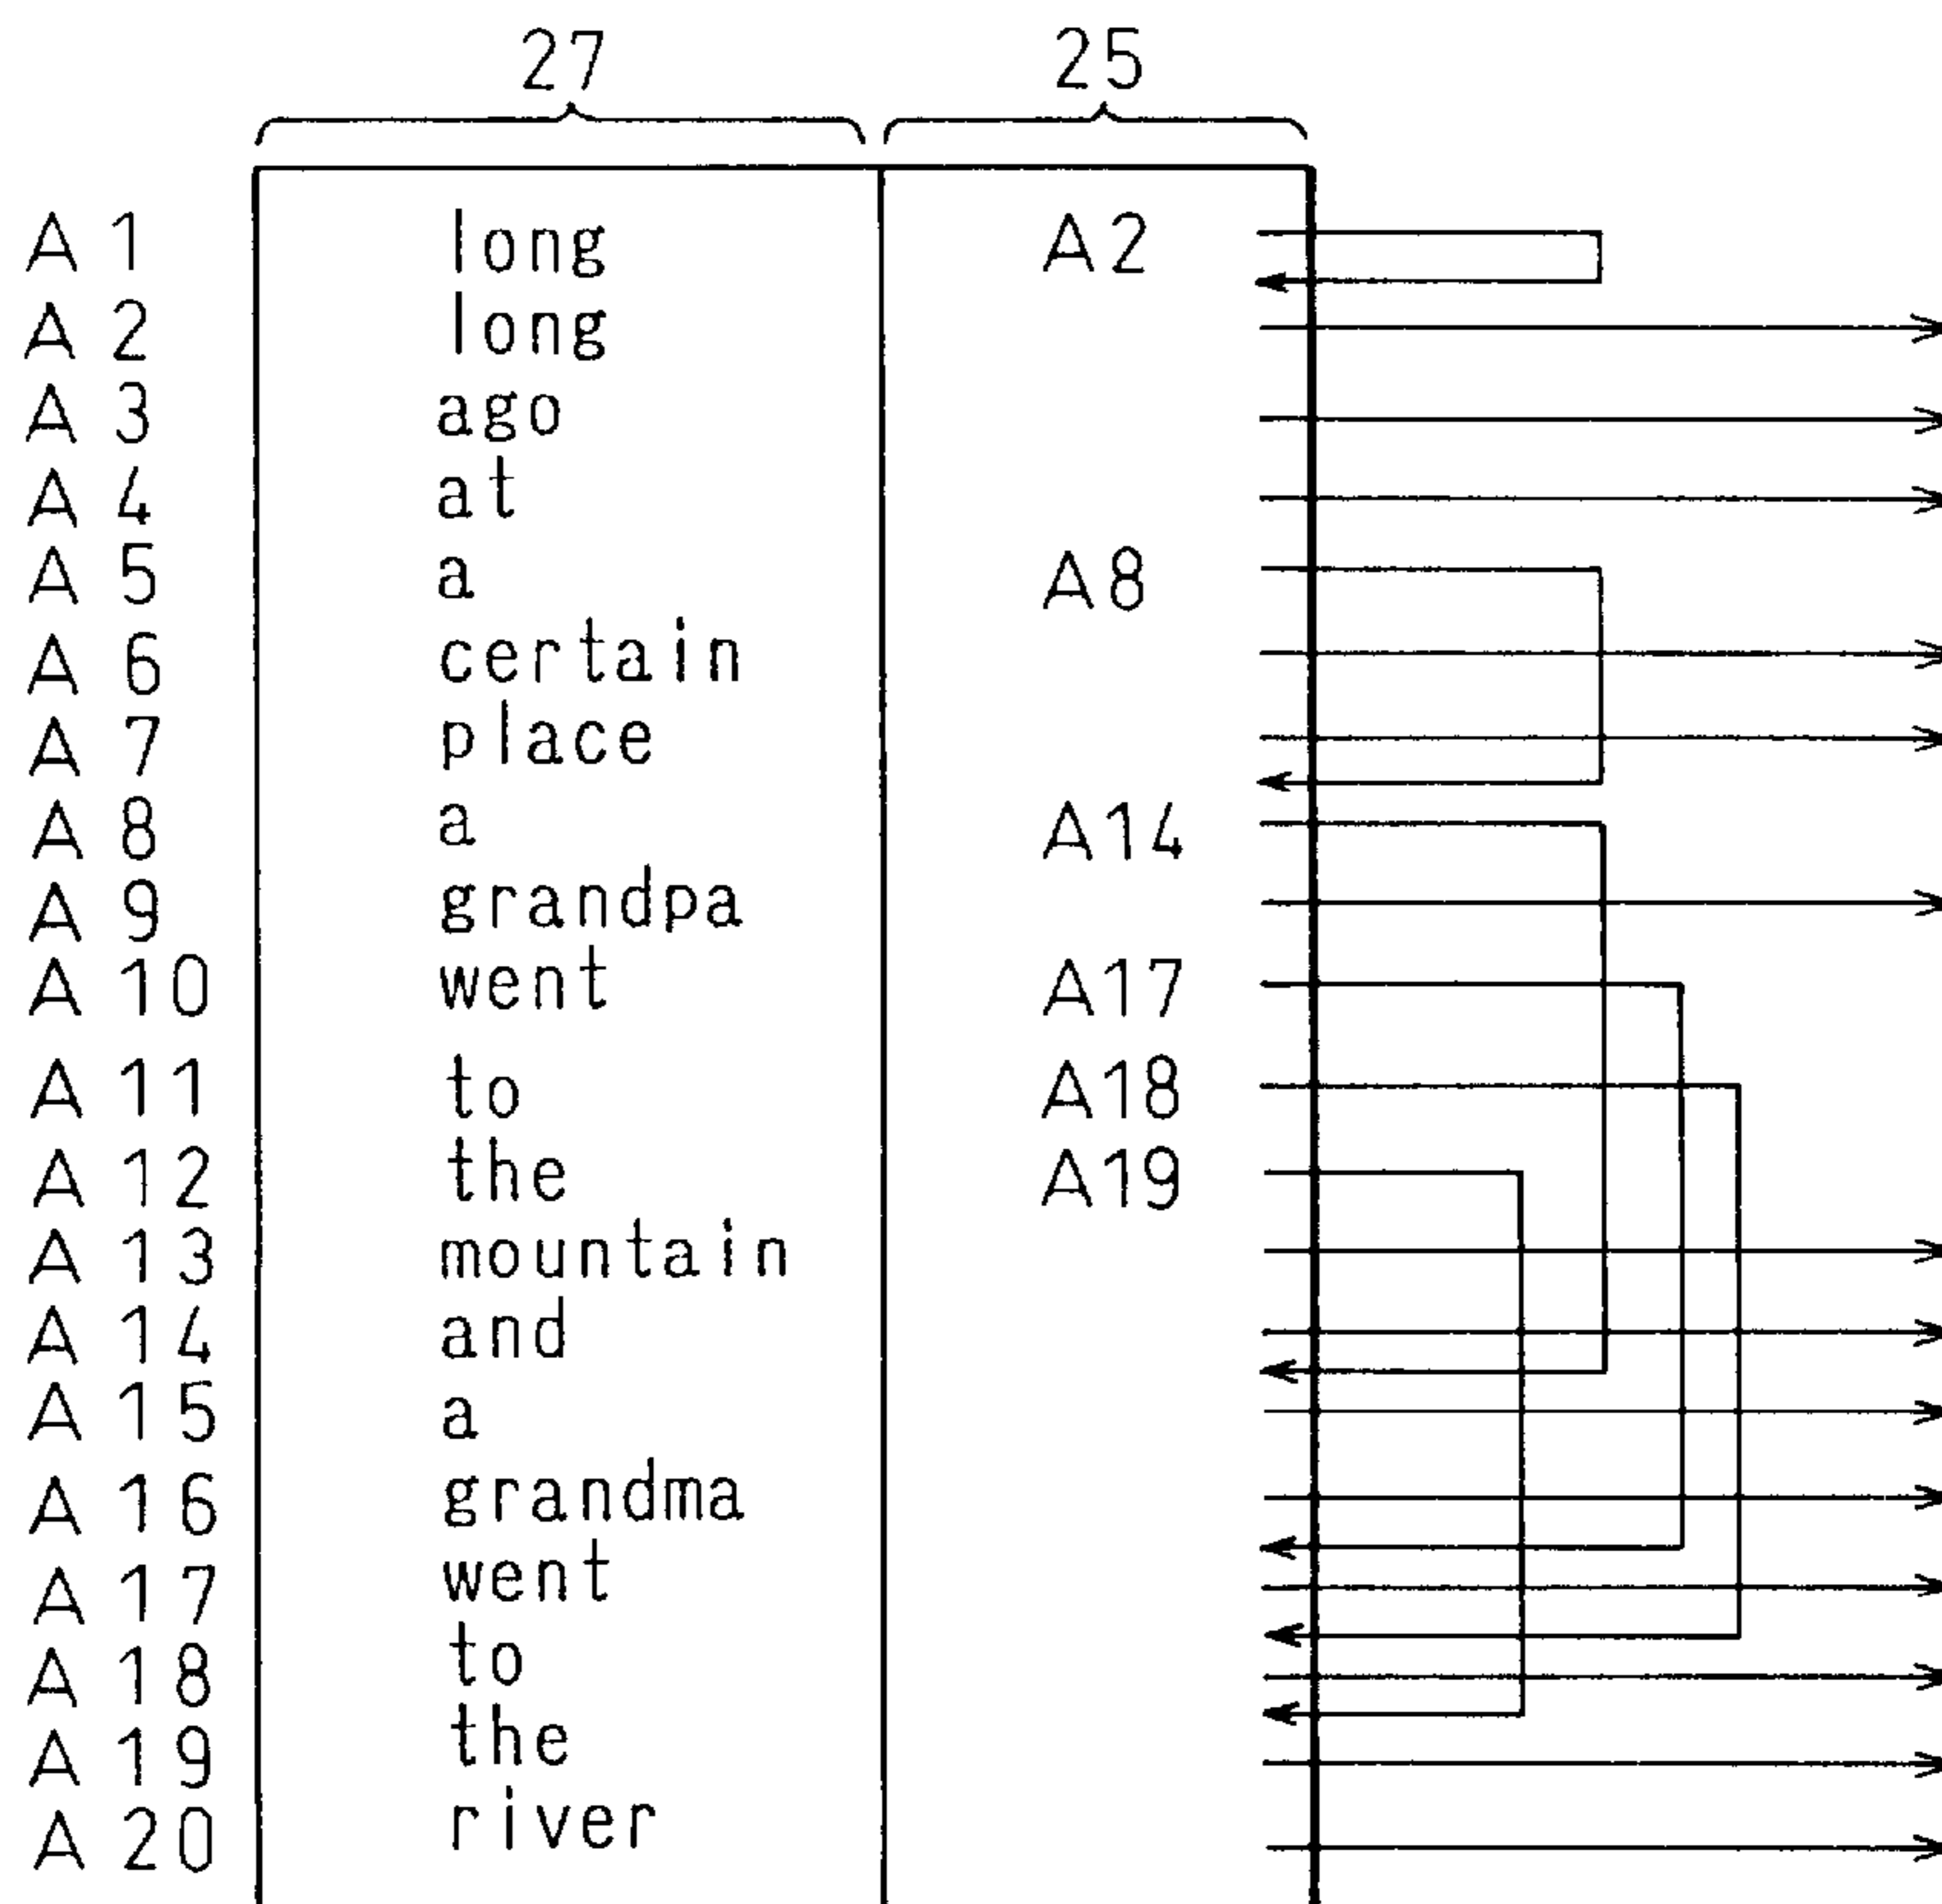 27 25
A 1 long A2
A 2 long
A 3 ago
A 4 at
A 5 a A8
A 6 certain
A 7 place
A 8 a A14
A 9 grandpa
A 10 went A17
A 11 to A18
A 12 the A19
A 13 mountain
A 14 and
A 15 a
A 16 grandma
A 17 went
A 18 to
A 19 the
A 20 river